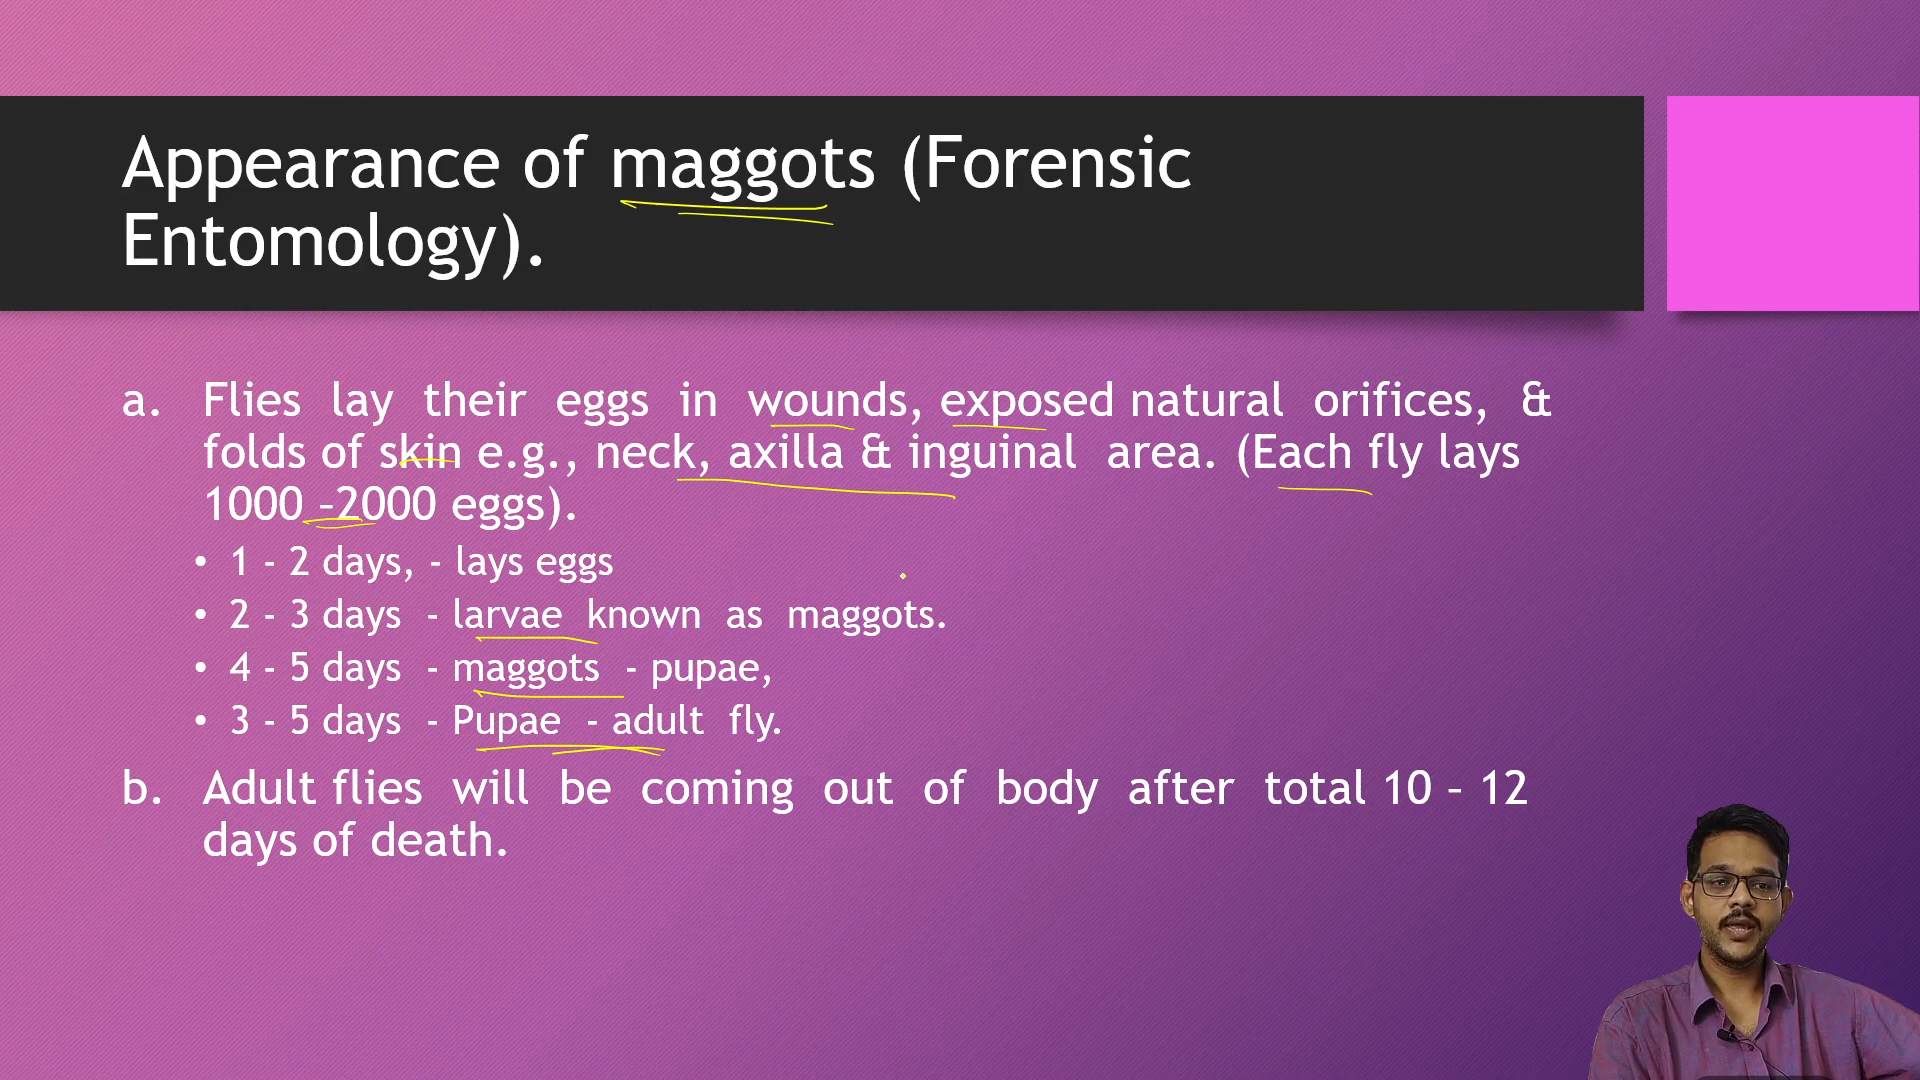 Appearance of maggots (Forensic
Entomology).
a. Flies lay their eggs in wounds, exposed natural orifices, &
folds of skin e.g., neck, axilla & inguinal area. (Each fly lays
1000 –2000 eggs).
• 1 - 2 days, - lays eggs
• 2 - 3 days - larvae known as maggots.
• 4 - 5 days - maggots - pupae,
• 3 - 5 days - Pupae - adult fly.
b. Adult flies will be coming out of body after total 10 – 12
days of death.